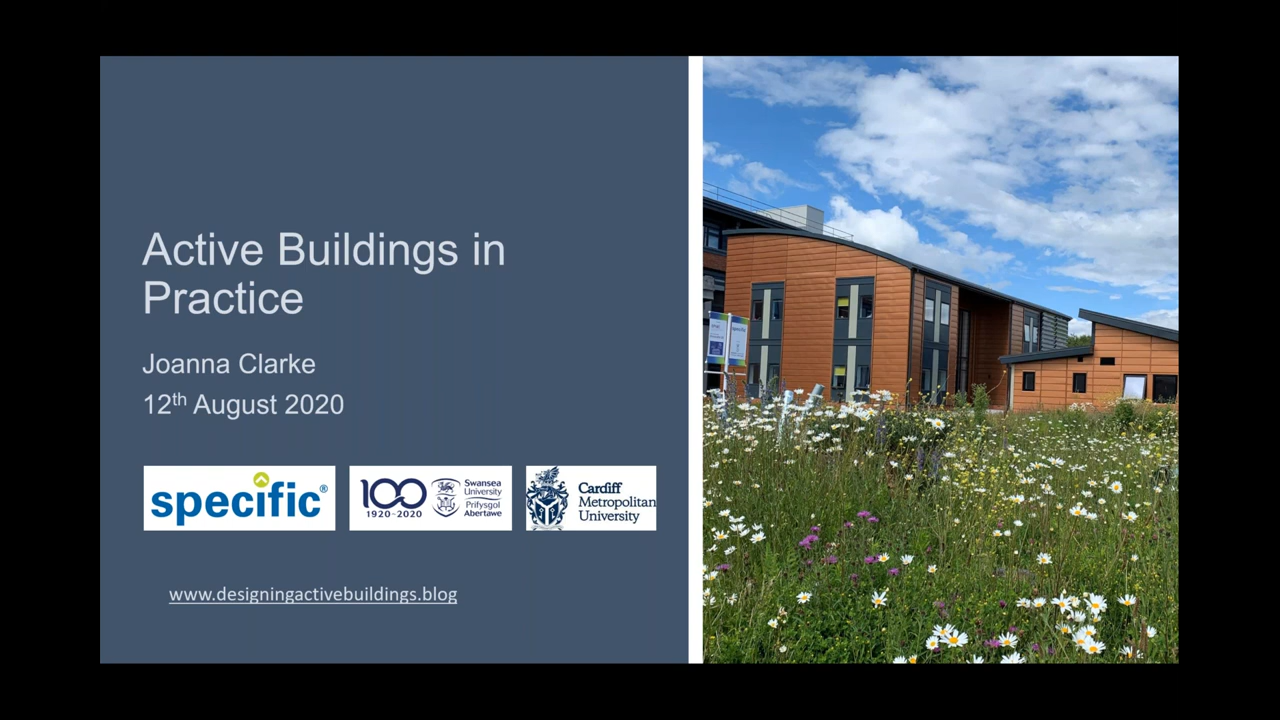 Active Buildings in
Practice
Joanna Clarke
12th August 2020
specific®
100
1920-2020
Swansea
University
Prifysgol
Abertawe
Cardiff
Metropolitan
University
www.designingactivebuildings.blog